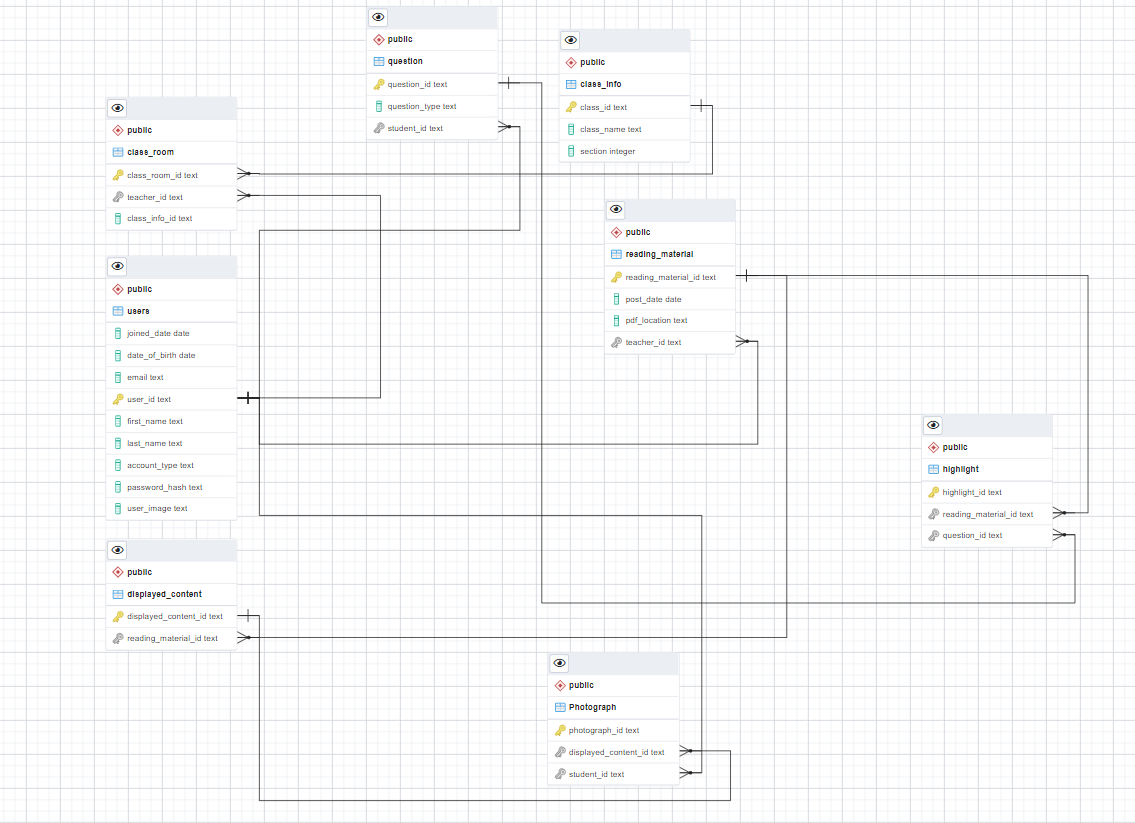 public
question
question_id text
question_type text
student_id text
public
class_info
class_id text
class_name text
section integer
public
class_room
class_room_id text
teacher_id text
class_info_id text
public
reading_material
reading_material_id text
post_date date
pdf_location text
teacher_id text
public
users
joined_date date
date_of_birth date
email text
user_id text
first_name text
last_name text
account_type text
password_hash text
user_image text
public
highlight
highlight_id text
reading_material_id text
question_id text
public
displayed_content
displayed_content_id text
reading_material_id text
public
Photograph
photograph_id text
displayed_content_id text
student_id text